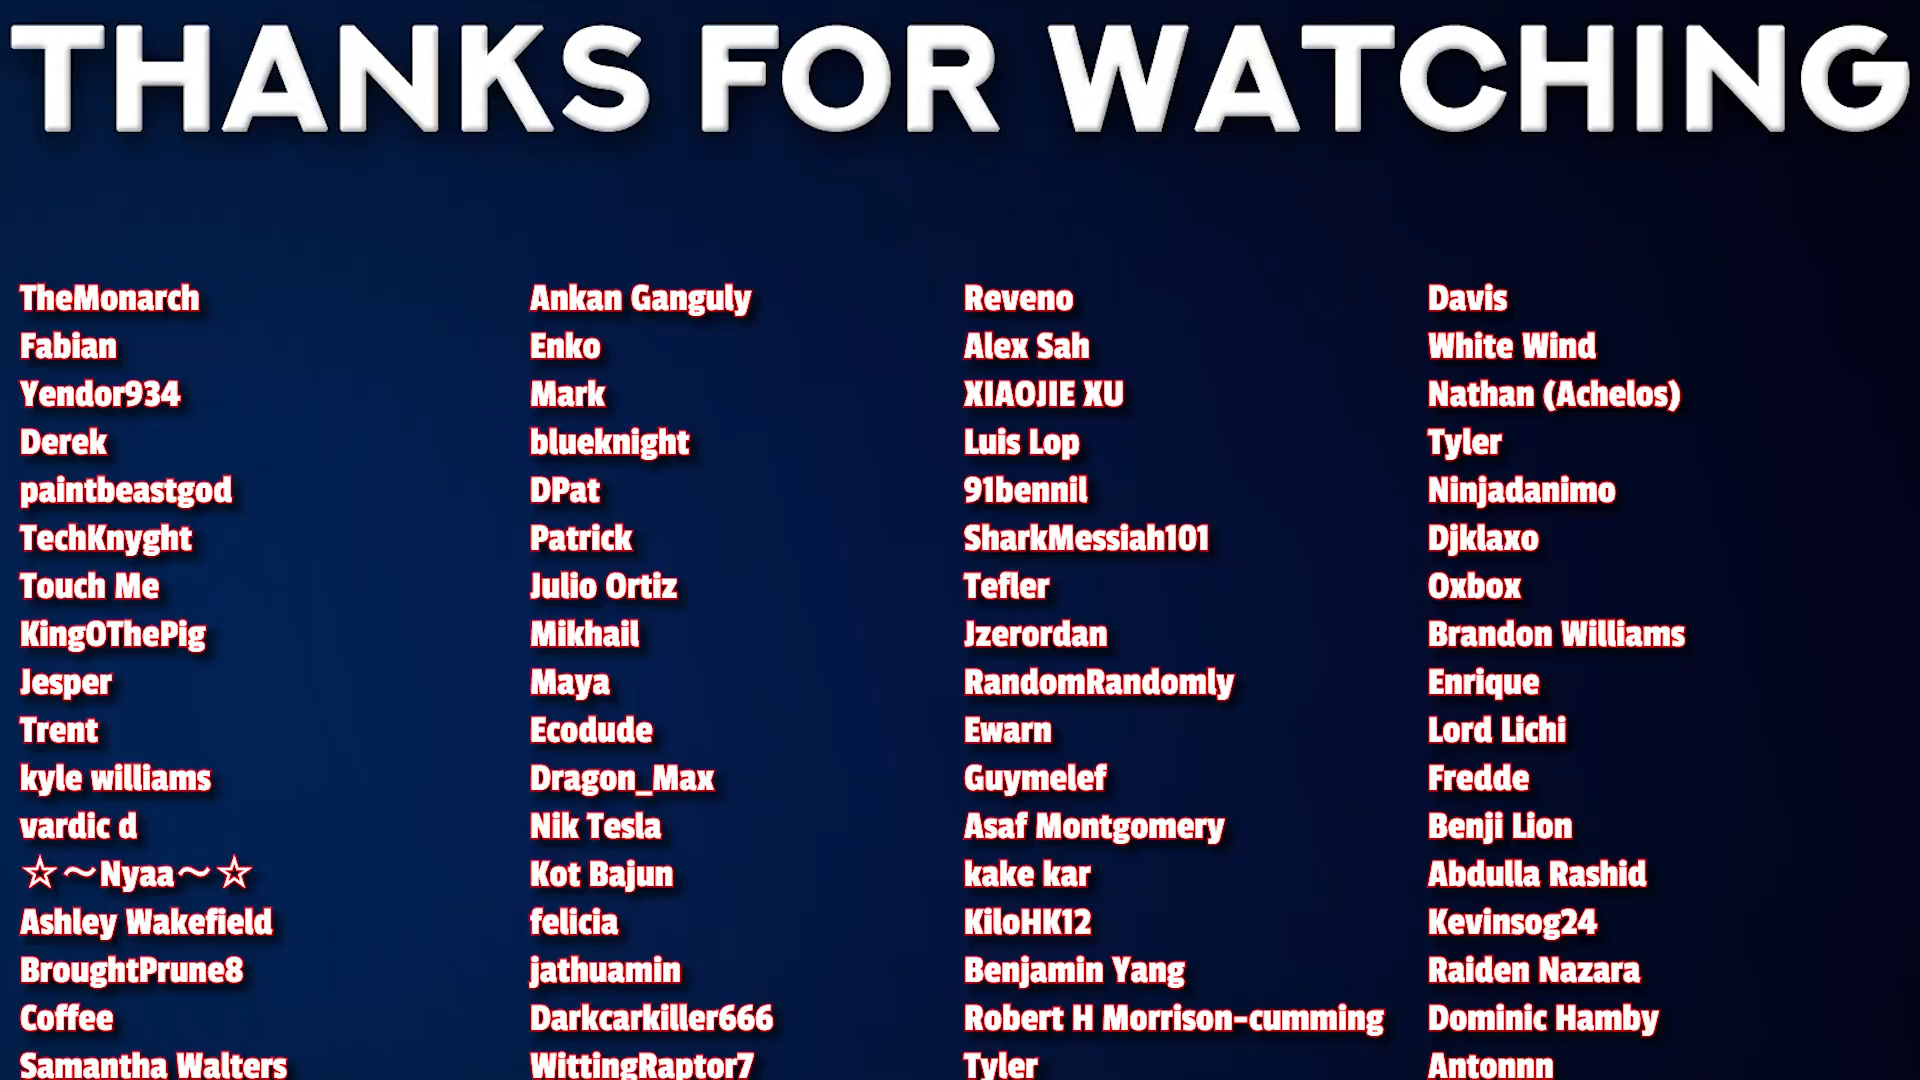 THANKS FOR WATCHING
TheMonarch
Fabian
Yendor934
Derek
paintbeastgod
TechKnyght
Touch Me
KingOThePig
Jesper
Trent
kyle williams
vardic d
☆～Nyaa～☆
Ashley Wakefield
BroughtPrune8
Coffee
Samantha Walters
Ankan Ganguly
Enko
Mark
blueknight
DPat
Patrick
Julio Ortiz
Mikhail
Maya
Ecodude
Dragon_Max
Nik Tesla
Kot Bajun
felicia
jathuamin
Darkcarkiller666
WittingRaptor7
Reveno
Alex Sah
XIAOJIE XU
Luis Lop
91bennil
SharkMessiah101
Tefler
Jzerordan
RandomRandomly
Ewarn
Guymelef
Asaf Montgomery
kake kar
KiloHK12
Benjamin Yang
Robert H Morrison-cumming
Tyler
Davis
White Wind
Nathan (Achelos)
Tyler
Ninjadanimo
Djklaxo
Oxbox
Brandon Williams
Enrique
Lord Lichi
Fredde
Benji Lion
Abdulla Rashid
Kevinsog24
Raiden Nazara
Dominic Hamby
Antonnn